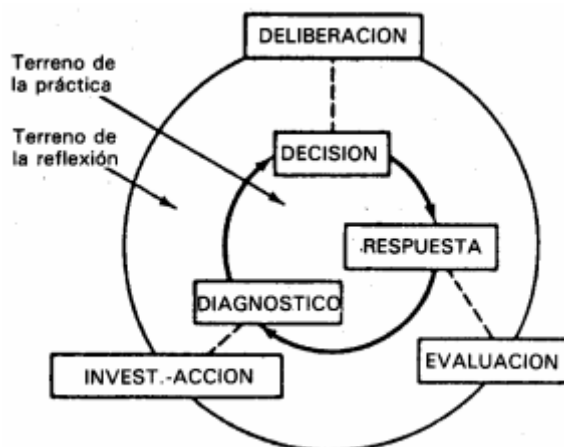 DELIBERACION
Terreno de
la práctica
Terreno de
la reflexión
DECISION
RESPUESTA
DIAGNOSTICO
EVALUACION
INVEST.-ACCION